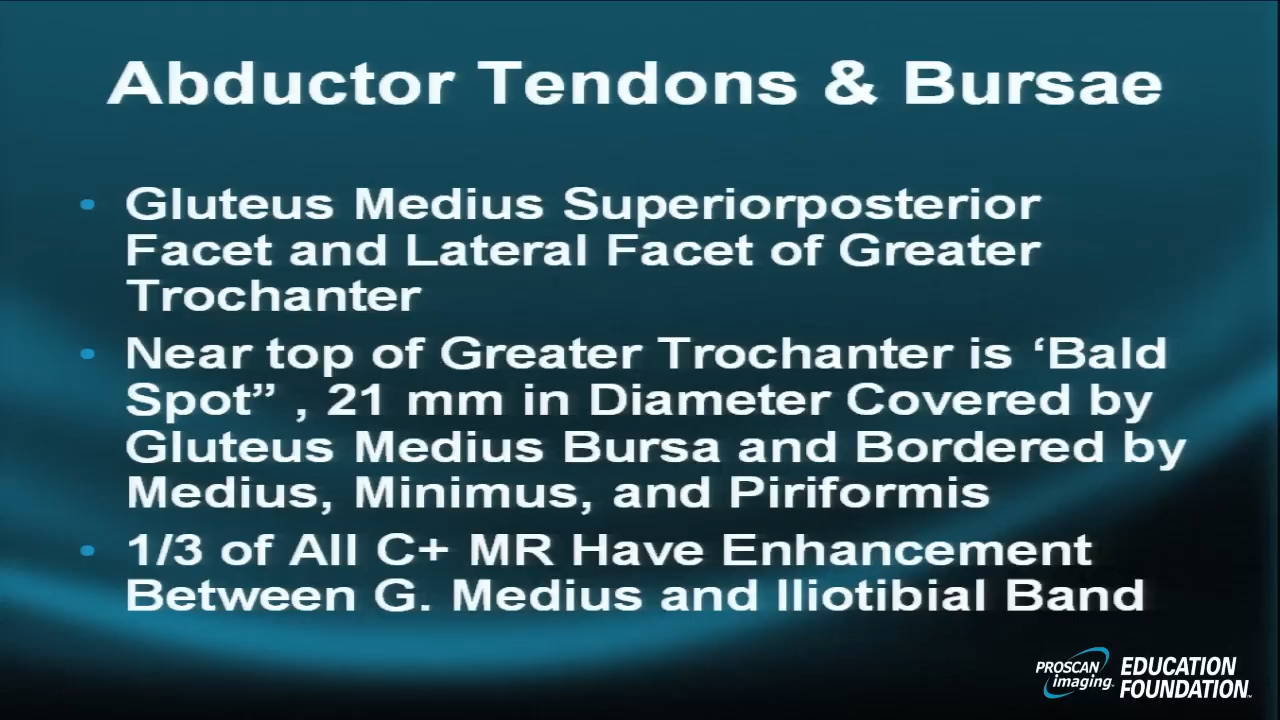 Abductor Tendons & Bursae
• Gluteus Medius Superiorposterior
Facet and Lateral Facet of Greater
Trochanter
• Near top of Greater Trochanter is ‘Bald
Spot” , 21 mm in Diameter Covered by
Gluteus Medius Bursa and Bordered by
Medius, Minimus, and Piriformis
• 1/3 of All C+ MR Have Enhancement
Between G. Medius and Iliotibial Band
PROSCAN
imaging
EDUCATION
FOUNDATION